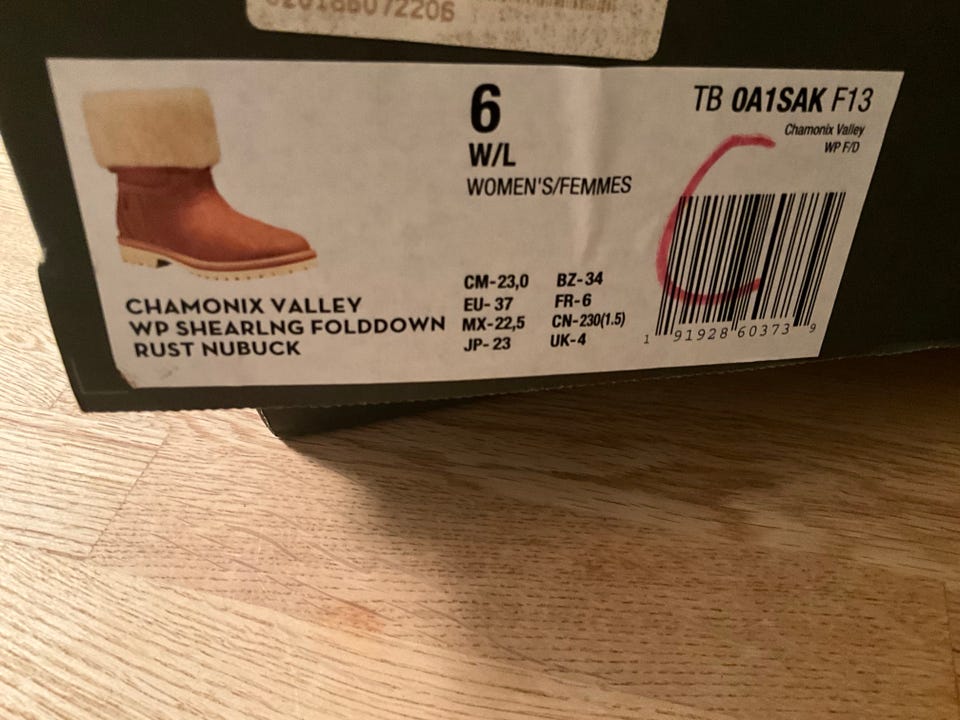 6
W/L
WOMEN'S/FEMMES
TB 0A1SAK F13
Chamonix Valley
WP F/D
CHAMONIX VALLEY
WP SHEARLNG FOLDDOWN
RUST NUBUCK
CM-23,0 BZ-34
EU-37 FR-6
MX-22,5 CN-230(1.5)
JP-23 UK-4
1 91928 60373 9